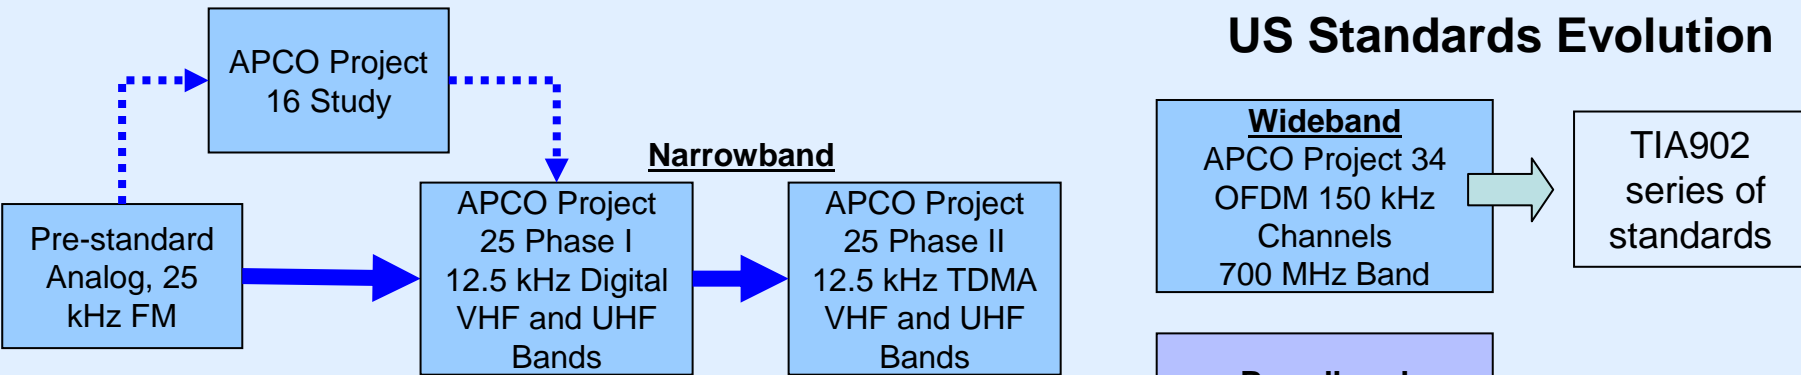 US Standards Evolution
APCO Project
16 Study
Narrowband
Pre-standard
Analog, 25
kHz FM
APCO Project
25 Phase I
12.5 kHz Digital
VHF and UHF
Bands
APCO Project
25 Phase II
12.5 kHz TDMA
VHF and UHF
Bands
Wideband
APCO Project 34
OFDM 150 kHz
Channels
700 MHz Band
TIA902
series of
standards